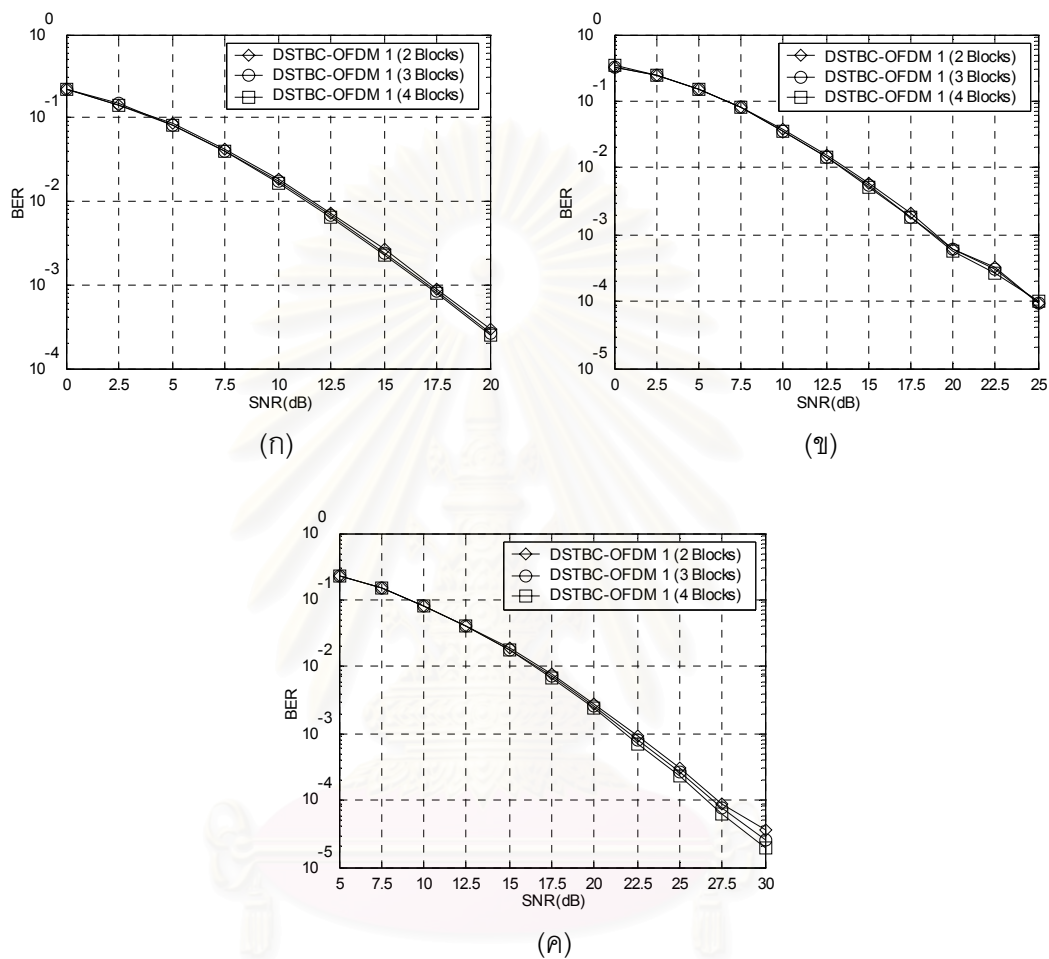 10^0
10^-1
10^-2
10^-3
10^-4
BER
DSTBC-OFDM 1 (2 Blocks)
DSTBC-OFDM 1 (3 Blocks)
DSTBC-OFDM 1 (4 Blocks)
0 2.5 5 7.5 10 12.5 15 17.5 20
SNR(dB)
(ก)
10^0
10^-1
10^-2
10^-3
10^-4
10^-5
BER
DSTBC-OFDM 1 (2 Blocks)
DSTBC-OFDM 1 (3 Blocks)
DSTBC-OFDM 1 (4 Blocks)
0 2.5 5 7.5 10 12.5 15 17.5 20 22.5 25
SNR(dB)
(ข)
10^0
10^-1
10^-2
10^-3
10^-4
10^-5
BER
DSTBC-OFDM 1 (2 Blocks)
DSTBC-OFDM 1 (3 Blocks)
DSTBC-OFDM 1 (4 Blocks)
5 7.5 10 12.5 15 17.5 20 22.5 25 27.5 30
SNR(dB)
(ค)